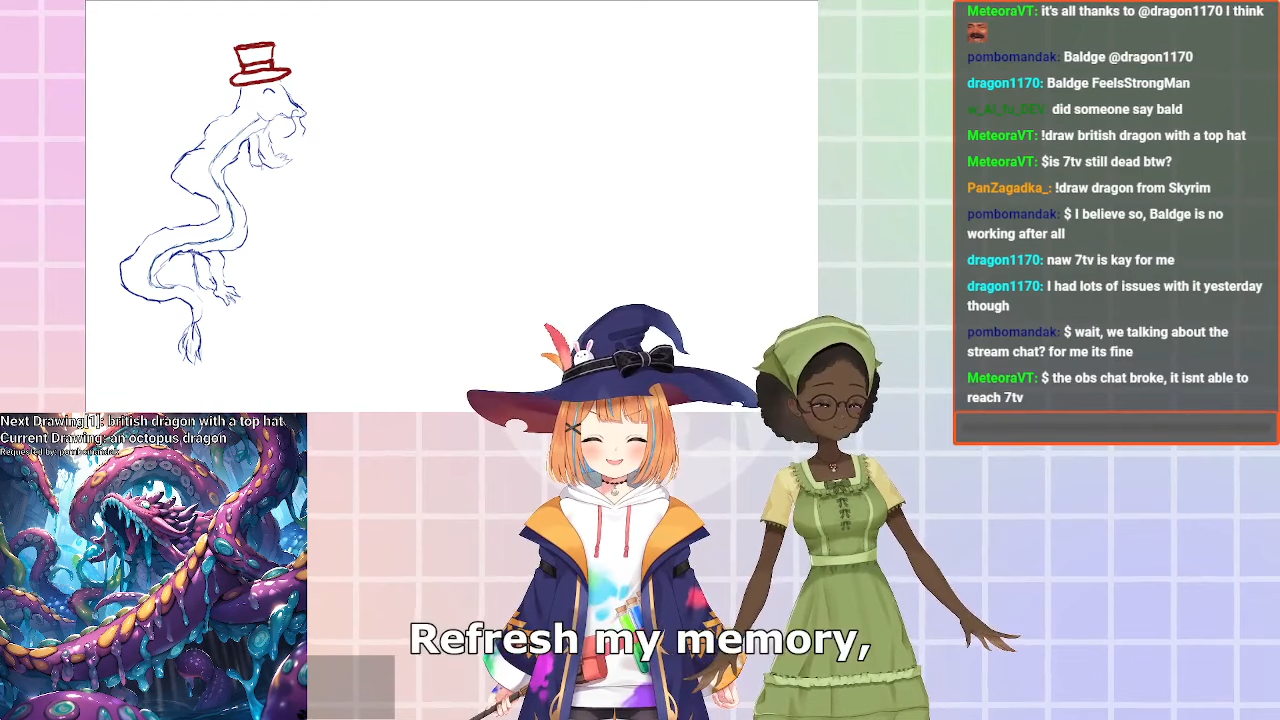 MeteoraVT: it's all thanks to @dragon1170 I think
pombomandak: Baldge @dragon1170
dragon1170: Baldge FeelsStrongMan
w_AI_fu_DEV: did someone say bald
MeteoraVT: !draw british dragon with a top hat
MeteoraVT: $is 7tv still dead btw?
PanZagadka_: !draw dragon from Skyrim
pombomandak: $ I believe so, Baldge is no
working after all
dragon1170: naw 7tv is kay for me
dragon1170: I had lots of issues with it yesterday
though
pombomandak: $ wait, we talking about the
stream chat? for me its fine
MeteoraVT: $ the obs chat broke, it isnt able to
reach 7tv
Next Drawing[1]: british dragon with a top hat
Current Drawing: an octopus dragon
Requested by: pombomandak
Refresh my memory,